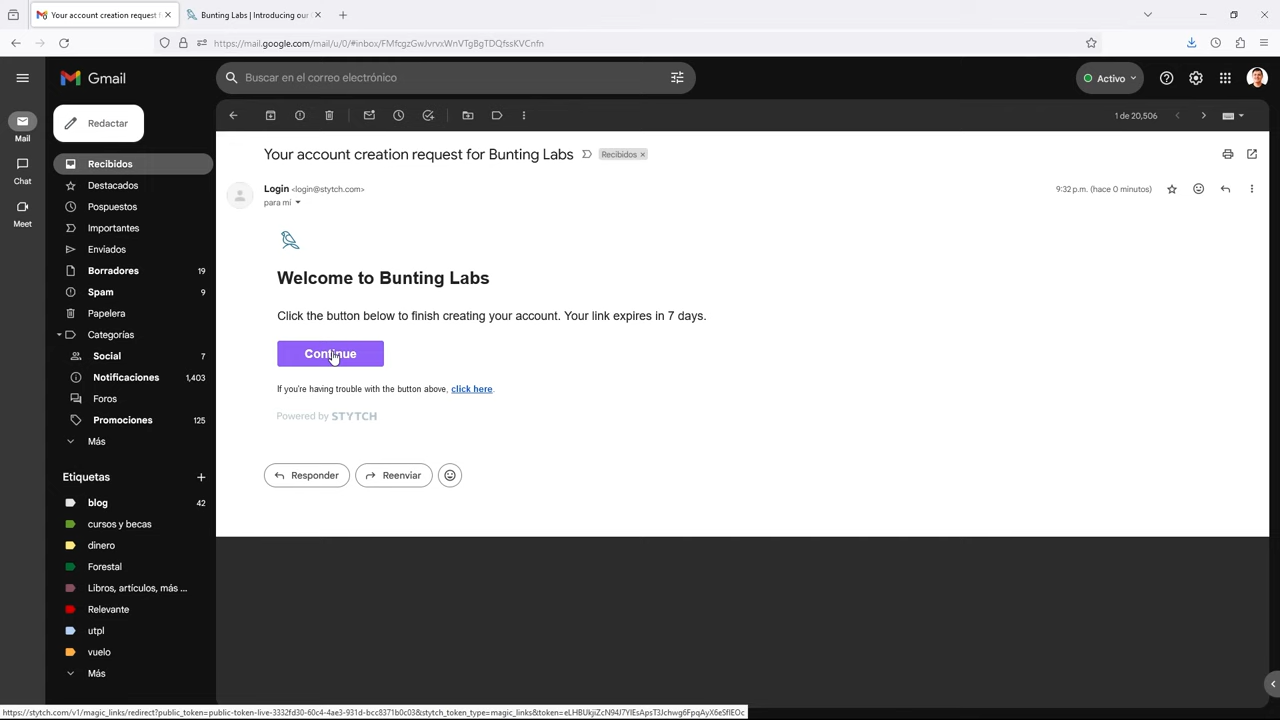 Your account creation request f
Bunting Labs | Introducing our
https://mail.google.com/mail/u/0/#inbox/FMfcgzGwJvrvxWnVTgBgTDQfssKVCnfn
Gmail
Buscar en el correo electrónico
Activo
Redactar
1 de 20,506
Mail
Chat
Meet
Recibidos
Destacados
Pospuestos
Importantes
Enviados
Borradores 19
Spam 9
Papelera
Categorías
Social 7
Notificaciones 1,403
Foros
Promociones 125
Más
Etiquetas
blog 42
cursos y becas
dinero
Forestal
Libros, artículos, más ...
Relevante
utpl
vuelo
Más
Your account creation request for Bunting Labs
Recibidos x
Login <login@stytch.com>
9:32 p.m. (hace 0 minutos)
para mí
Welcome to Bunting Labs
Click the button below to finish creating your account. Your link expires in 7 days.
Continue
If you're having trouble with the button above, click here.
Powered by STYTCH
Responder
Reenviar